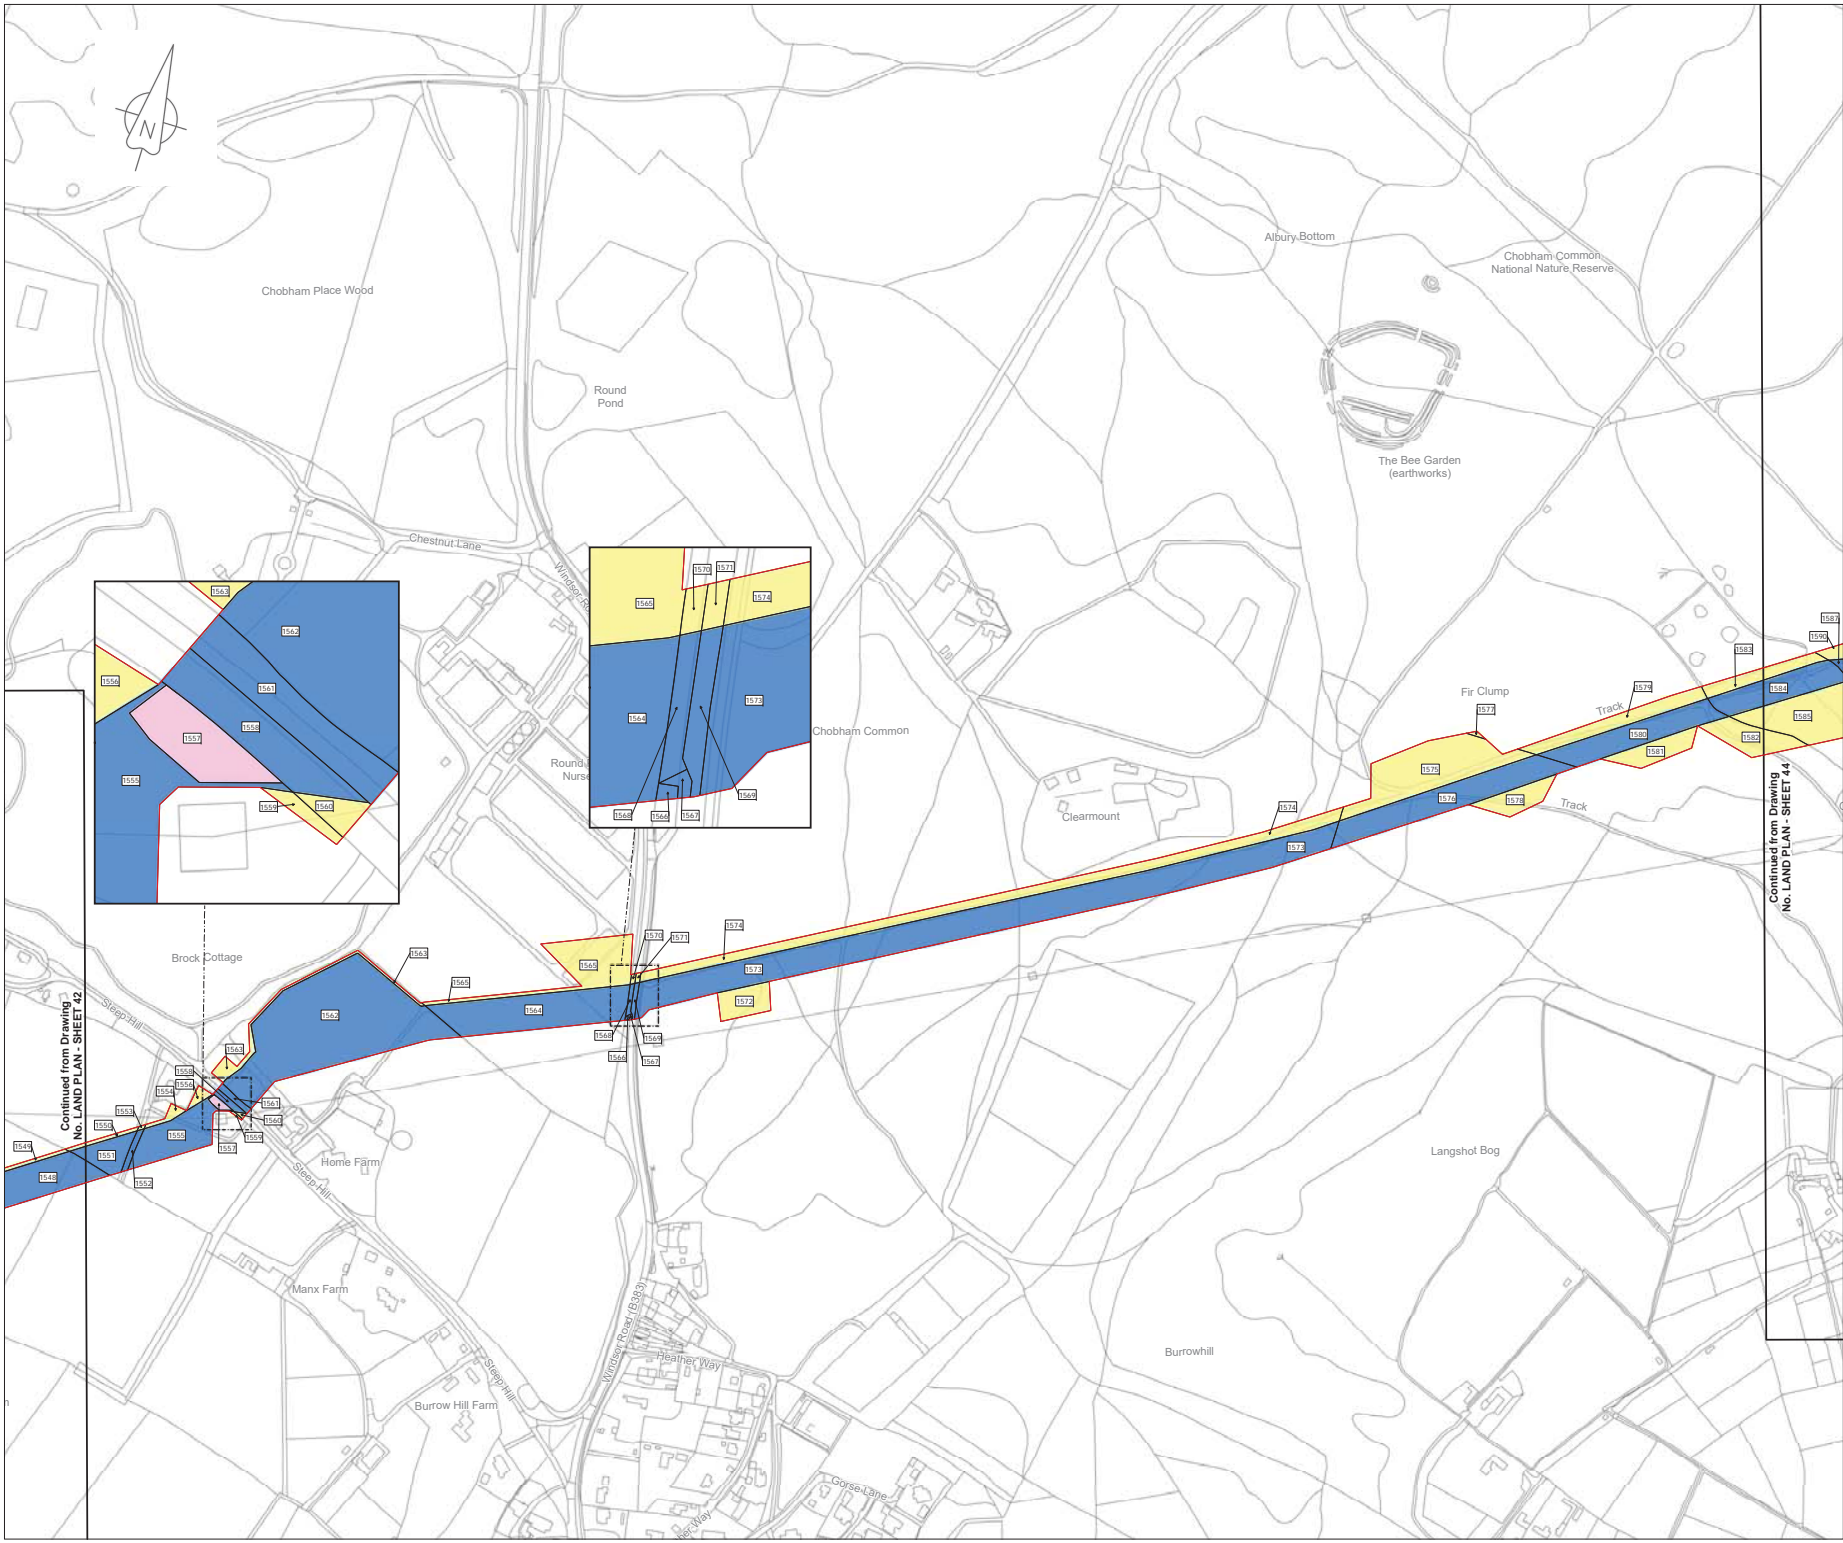 N
Albury Bottom
Chobham Common
National Nature Reserve
Chobham Place Wood
Round
Pond
The Bee Garden
(earthworks)
Chestnut Lane
Windsor
1570
1571
1565
1574
1564
1573
1568
1566
1567
1569
1563
1562
1556
1561
1558
1557
1555
1559
1560
Chobham Common
Round
Clearmount
Fir Clump
1577
Track
1579
1583
1587
1590
1584
1585
1582
1580
1581
1575
1576
1578
Track
1574
1573
Continued from Drawing
No. LAND PLAN - SHEET 44
Brock Cottage
1563
1565
1565
1564
1562
1570
1571
1574
1573
1572
1568
1569
1566
1567
Steep Hill
Continued from Drawing
No. LAND PLAN - SHEET 42
1563
1558
1556
1554
1553
1550
1549
1548
1551
1552
1555
1561
1560
1559
1557
Home Farm
Steep Hill
Langshot Bog
Manx Farm
Windsor Road (B383)
Heather Way
Burrowhill
Steep Hill
Burrow Hill Farm
Gorse Lane
Way